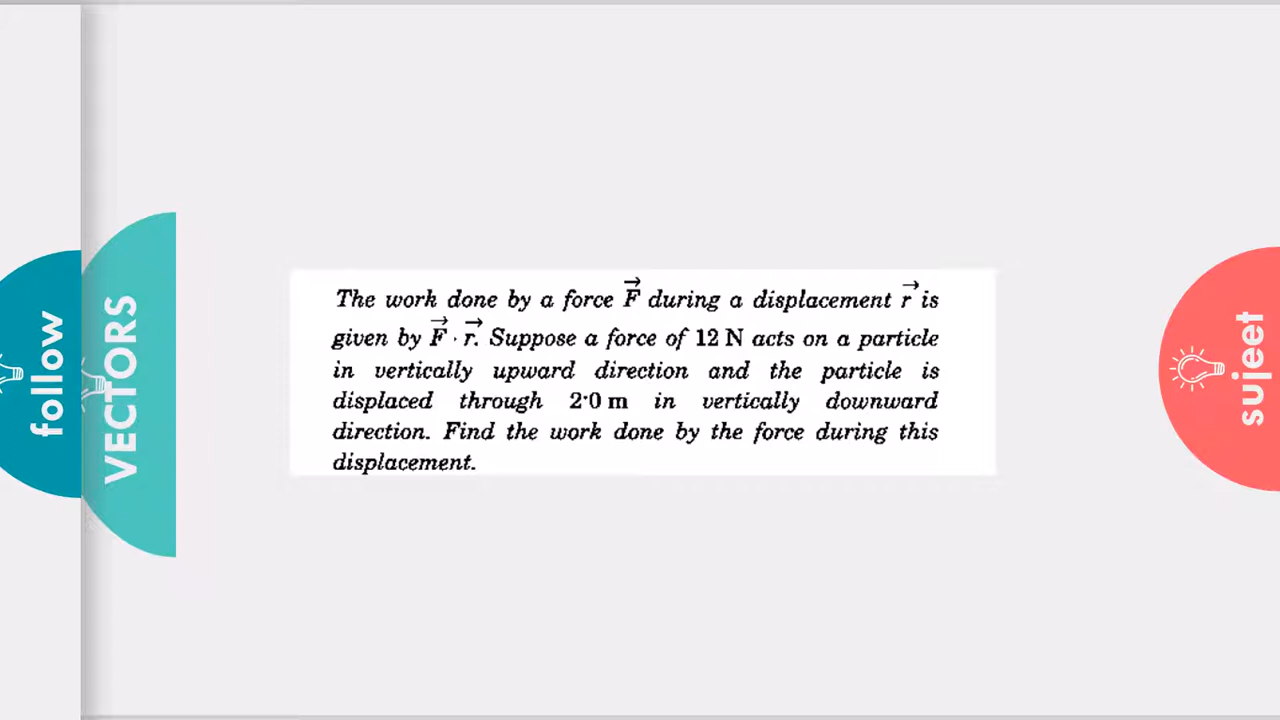 follow
VECTORS
The work done by a force F⃗ during a displacement r⃗ is
given by F⃗ · r⃗. Suppose a force of 12 N acts on a particle
in vertically upward direction and the particle is
displaced through 2·0 m in vertically downward
direction. Find the work done by the force during this
displacement.
sujeet